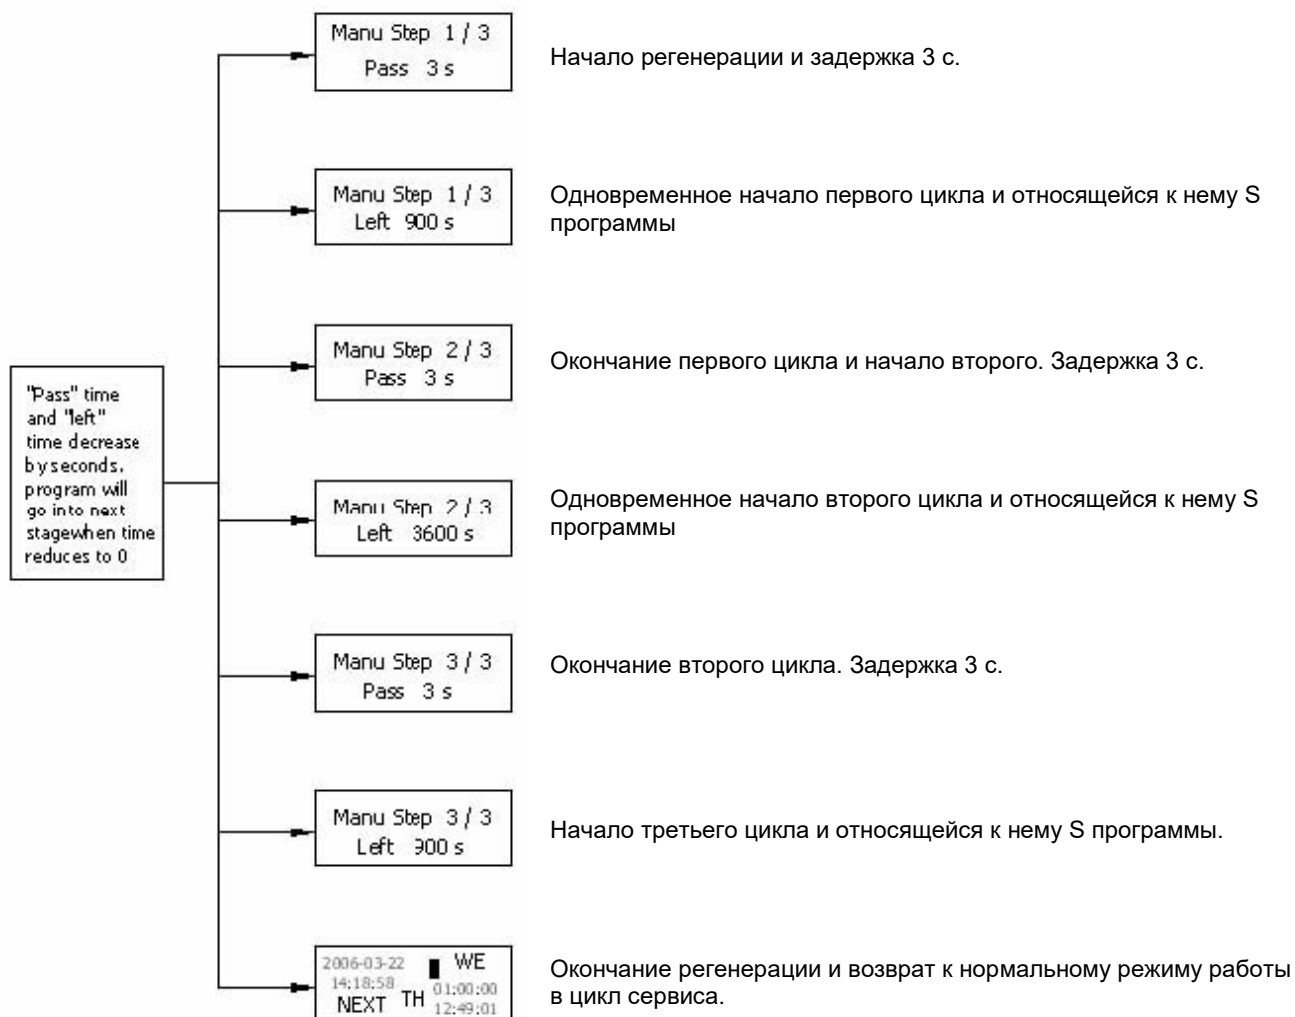 Manu Step 1 / 3
Pass 3 s
Начало регенерации и задержка 3 с.
Manu Step 1 / 3
Left 900 s
Одновременное начало первого цикла и относящейся к нему S
программы
Manu Step 2 / 3
Pass 3 s
Окончание первого цикла и начало второго. Задержка 3 с.
"Pass" time
and "left"
time decrease
by seconds,
program will
go into next
stagewhen time
reduces to 0
Manu Step 2 / 3
Left 3600 s
Одновременное начало второго цикла и относящейся к нему S
программы
Manu Step 3 / 3
Pass 3 s
Окончание второго цикла. Задержка 3 с.
Manu Step 3 / 3
Left 900 s
Начало третьего цикла и относящейся к нему S программы.
2006-03-22 WE
14:18:58 01:00:00
NEXT TH 12:49:01
Окончание регенерации и возврат к нормальному режиму работы
в цикл сервиса.